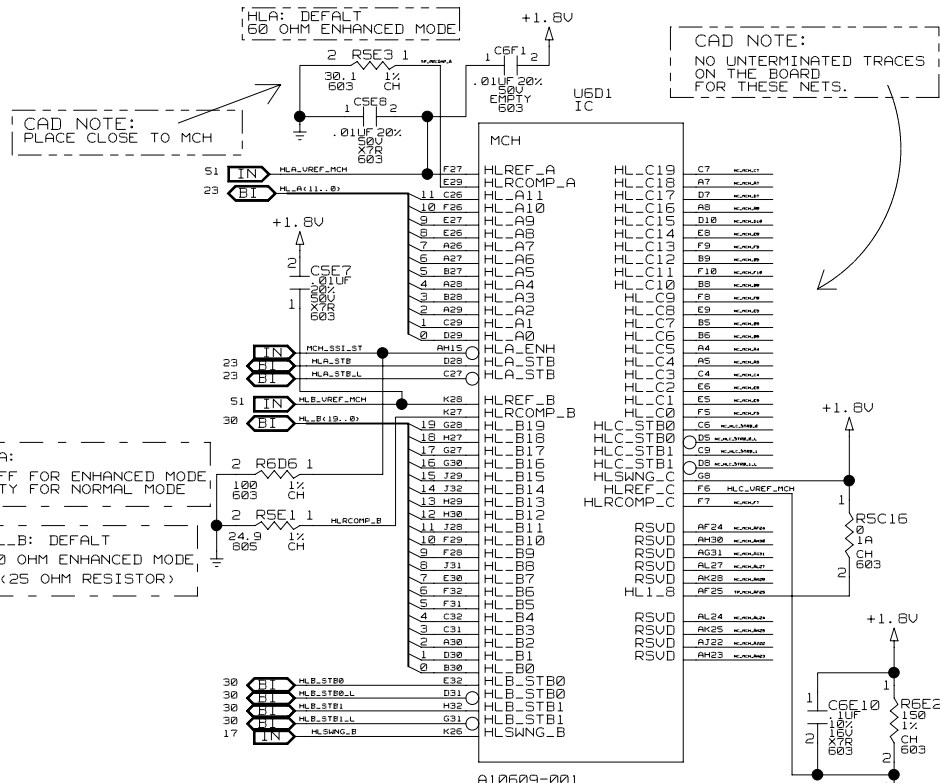 HLA: DEFALT
60 OHM ENHANCED MODE
+1.8V
CAD NOTE:
NO UNTERMINATED TRACES
ON THE BOARD
FOR THESE NETS.
2 R5E3 1
30.1 1%
CH
603
1 C5E8 2
.01UF 20%
50V
X7R
603
1 C6F1 2
.01UF 20%
50V
EMPTY
603
U6D1
IC
CAD NOTE:
PLACE CLOSE TO MCH
MCH
51 IN HLA_VREF_MCH F27 HLREF_A
E29 HLRCOMP_A
23 BI HL_A(11..0)
11 C26 HL_A11
10 F26 HL_A10
9 E27 HL_A9
8 E26 HL_A8
7 A26 HL_A7
6 A27 HL_A6
5 B27 HL_A5
4 A28 HL_A4
3 B28 HL_A3
2 A29 HL_A2
1 C29 HL_A1
0 D29 HL_A0
+1.8V
2
C5E7
.01UF
20%
50V
X7R
603
1
IN MCH_SSI_ST AH15 HLA_ENH
23 BI HLA_STB D28 HLA_STB
23 BI HLA_STB_L C27 HLA_STB
51 IN HLB_VREF_MCH K28 HLREF_B
K27 HLRCOMP_B
30 BI HL_B(19..0)
19 G28 HL_B19
18 H27 HL_B18
17 G27 HL_B17
16 G30 HL_B16
15 J29 HL_B15
14 J32 HL_B14
13 H29 HL_B13
12 H30 HL_B12
11 J28 HL_B11
10 F29 HL_B10
9 F28 HL_B9
8 J31 HL_B8
7 E30 HL_B7
6 F32 HL_B6
5 F31 HL_B5
4 C32 HL_B4
3 C31 HL_B3
2 A30 HL_B2
1 D30 HL_B1
0 B30 HL_B0
30 BI HLB_STB0 E32 HLB_STB0
30 BI HLB_STB0_L D31 HLB_STB0
30 BI HLB_STB1 H32 HLB_STB1
30 BI HLB_STB1_L G31 HLB_STB1
17 IN HLSWNG_B K26 HLSWNG_B
A:
FF FOR ENHANCED MODE
TY FOR NORMAL MODE
2 R6D6 1
100 1%
603 CH
2 R5E1 1 HLRCOMP_B
24.9 1%
605 CH
L_B: DEFALT
0 OHM ENHANCED MODE
(25 OHM RESISTOR)
HL_C19 C7
HL_C18 A7
HL_C17 D7
HL_C16 A8
HL_C15 D10
HL_C14 E8
HL_C13 F9
HL_C12 B9
HL_C11 F10
HL_C10 B8
HL_C9 F8
HL_C8 E9
HL_C7 B5
HL_C6 B6
HL_C5 A4
HL_C4 A5
HL_C3 C4
HL_C2 E6
HL_C1 E5
HL_C0 F5
HLC_STB0 C6
HLC_STB0 D5
HLC_STB1 C9
HLC_STB1 D8
HLSWNG_C G8
HLREF_C F6 HLC_VREF_MCH
HLRCOMP_C F7
RSVD AF24
RSVD AH30
RSVD AG31
RSVD AL27
RSVD AK28
HL1_8 AF25
RSVD AL24
RSVD AK25
RSVD AJ22
RSVD AH23
+1.8V
1
R5C16
0
1A
CH
603
2
+1.8V
1
C6E10
.1UF
10%
16V
X7R
603
2
1
R6E2
150
1%
CH
603
2
A10609-001